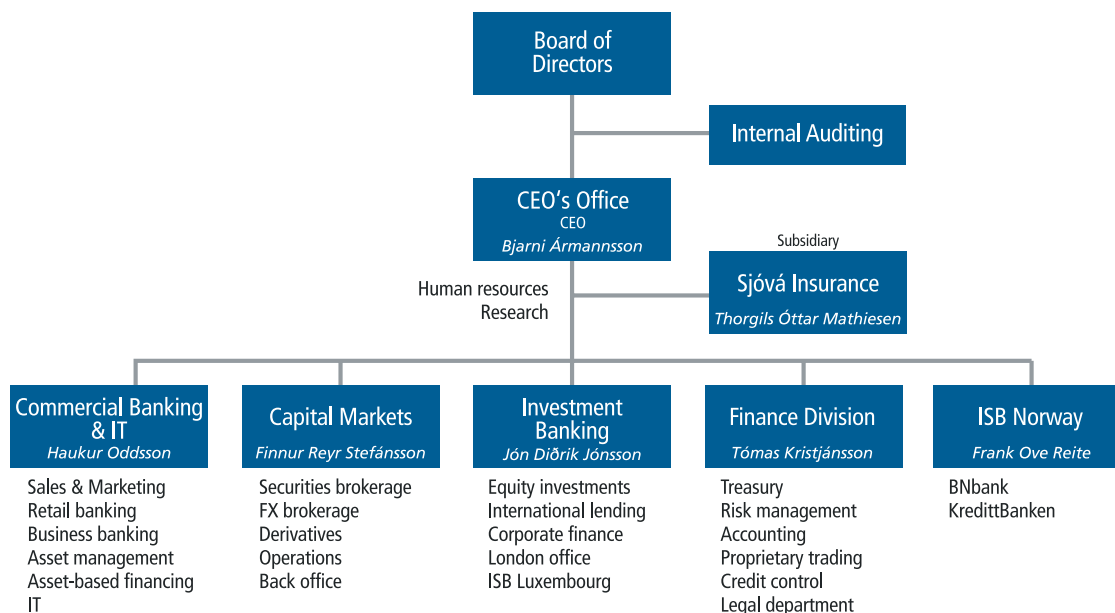 Board of
Directors
Internal Auditing
CEO's Office
CEO
Bjarni Ármannsson
Subsidiary
Sjóvá Insurance
Thorgils Óttar Mathiesen
Human resources
Research
Commercial Banking
& IT
Haukur Oddsson
Sales & Marketing
Retail banking
Business banking
Asset management
Asset-based financing
IT
Capital Markets
Finnur Reyr Stefánsson
Securities brokerage
FX brokerage
Derivatives
Operations
Back office
Investment
Banking
Jón Diðrik Jónsson
Equity investments
International lending
Corporate finance
London office
ISB Luxembourg
Finance Division
Tómas Kristjánsson
Treasury
Risk management
Accounting
Proprietary trading
Credit control
Legal department
ISB Norway
Frank Ove Reite
BNbank
KredittBanken